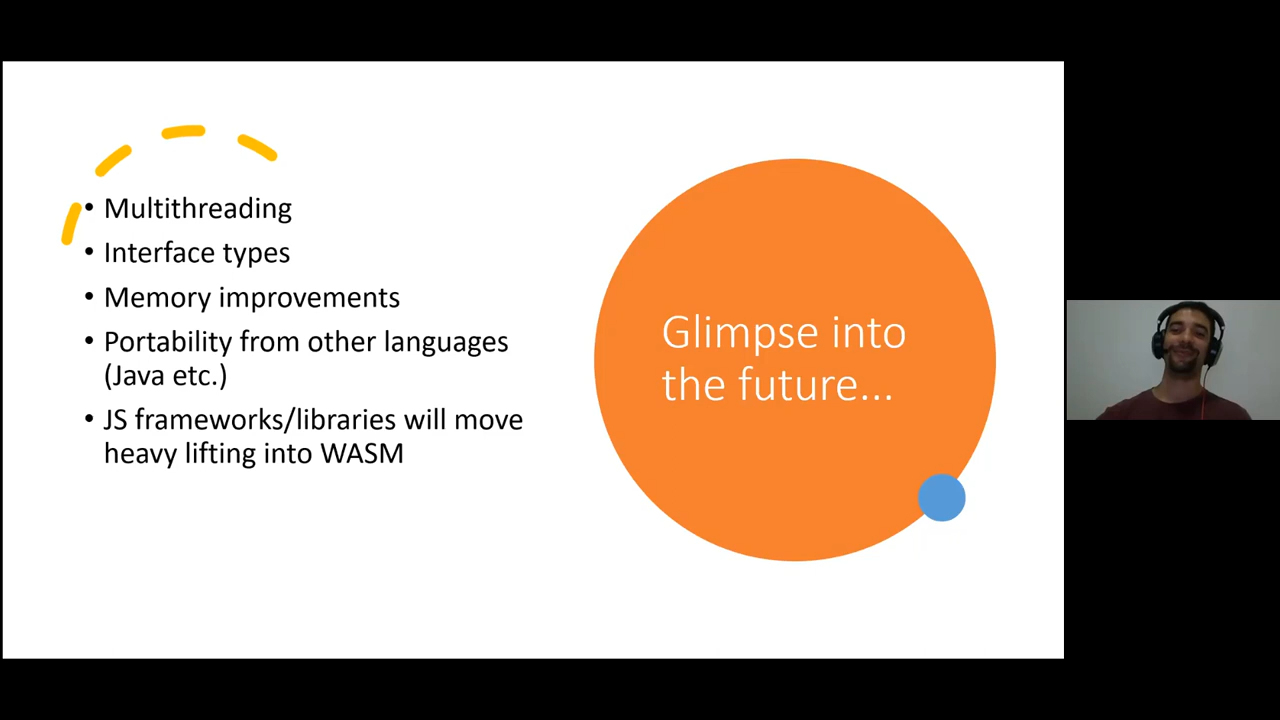 • Multithreading
• Interface types
• Memory improvements
• Portability from other languages
(Java etc.)
• JS frameworks/libraries will move
heavy lifting into WASM
Glimpse into
the future...